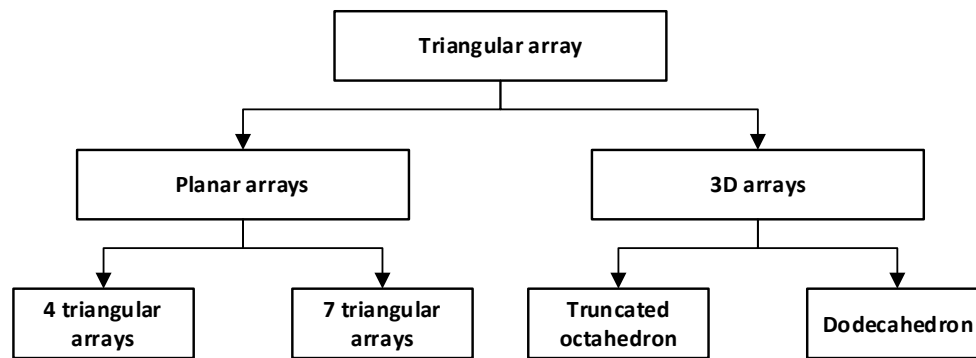 Triangular array
Planar arrays
3D arrays
4 triangular
arrays
7 triangular
arrays
Truncated
octahedron
Dodecahedron